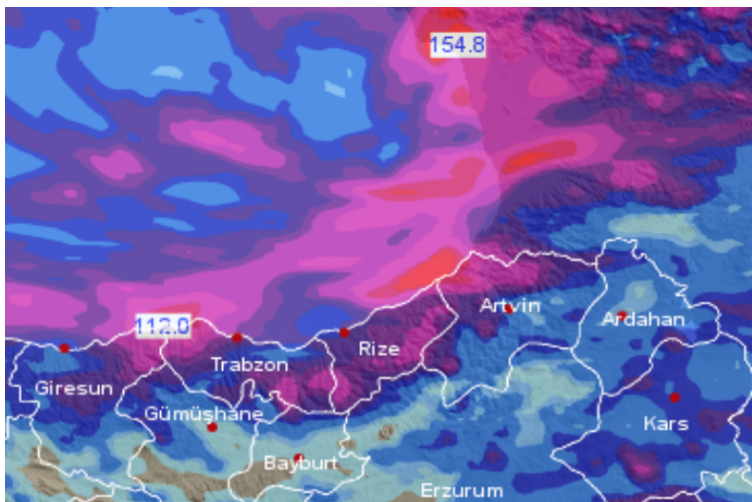 154.8
112.0
Artvin
Ardahan
Trabzon
Rize
Giresun
Gümüşhane
Kars
Bayburt
Erzurum